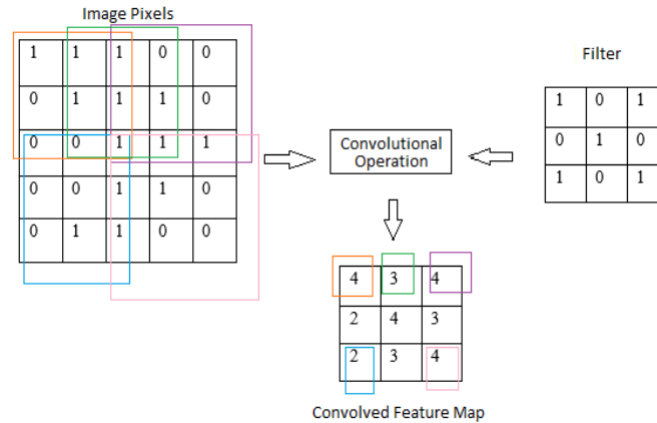 Image Pixels
1 1 1 0 0
0 1 1 1 0
0 0 1 1 1
0 0 1 1 0
0 1 1 0 0
Convolutional
Operation
Filter
1 0 1
0 1 0
1 0 1
4 3 4
2 4 3
2 3 4
Convolved Feature Map